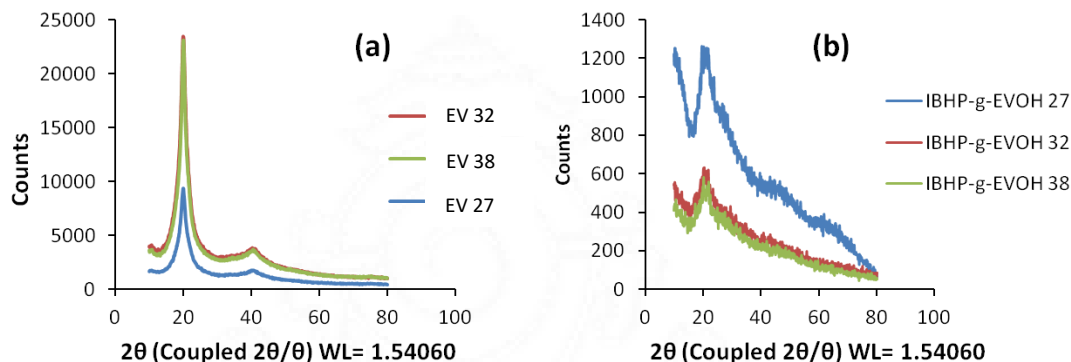 (a)
25000
20000
15000
10000
5000
0
Counts
0 20 40 60 80 100
2θ (Coupled 2θ/θ) WL= 1.54060
EV 32
EV 38
EV 27
(b)
1400
1200
1000
800
600
400
200
0
Counts
0 20 40 60 80 100
2θ (Coupled 2θ/θ) WL= 1.54060
IBHP-g-EVOH 27
IBHP-g-EVOH 32
IBHP-g-EVOH 38